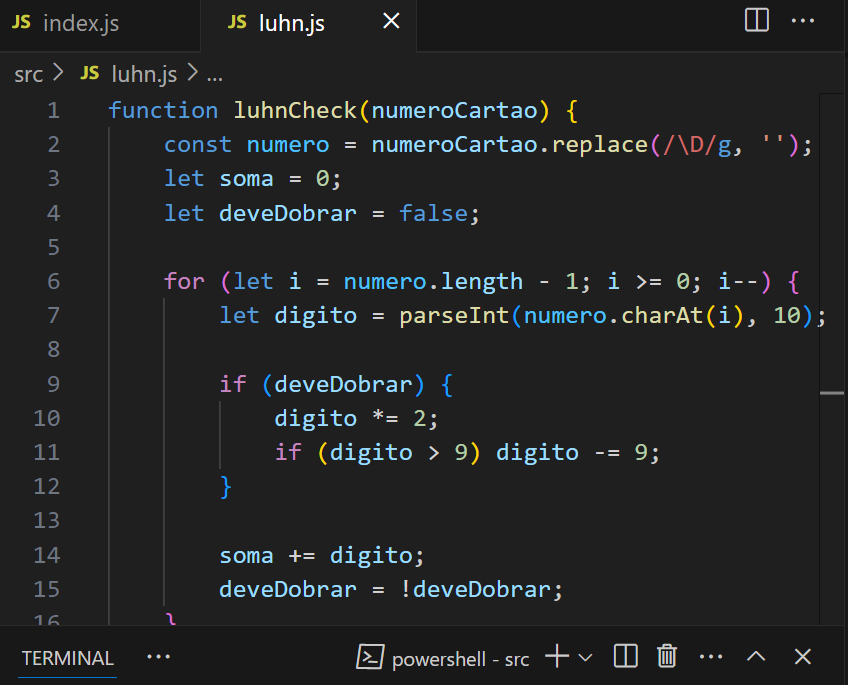 JS index.js JS luhn.js
src > JS luhn.js > ...
1 function luhnCheck(numeroCartao) {
2     const numero = numeroCartao.replace(/\D/g, '');
3     let soma = 0;
4     let deveDobrar = false;
5
6     for (let i = numero.length - 1; i >= 0; i--) {
7         let digito = parseInt(numero.charAt(i), 10);
8
9         if (deveDobrar) {
10             digito *= 2;
11             if (digito > 9) digito -= 9;
12         }
13
14         soma += digito;
15         deveDobrar = !deveDobrar;
16     }
TERMINAL ··· powershell - src